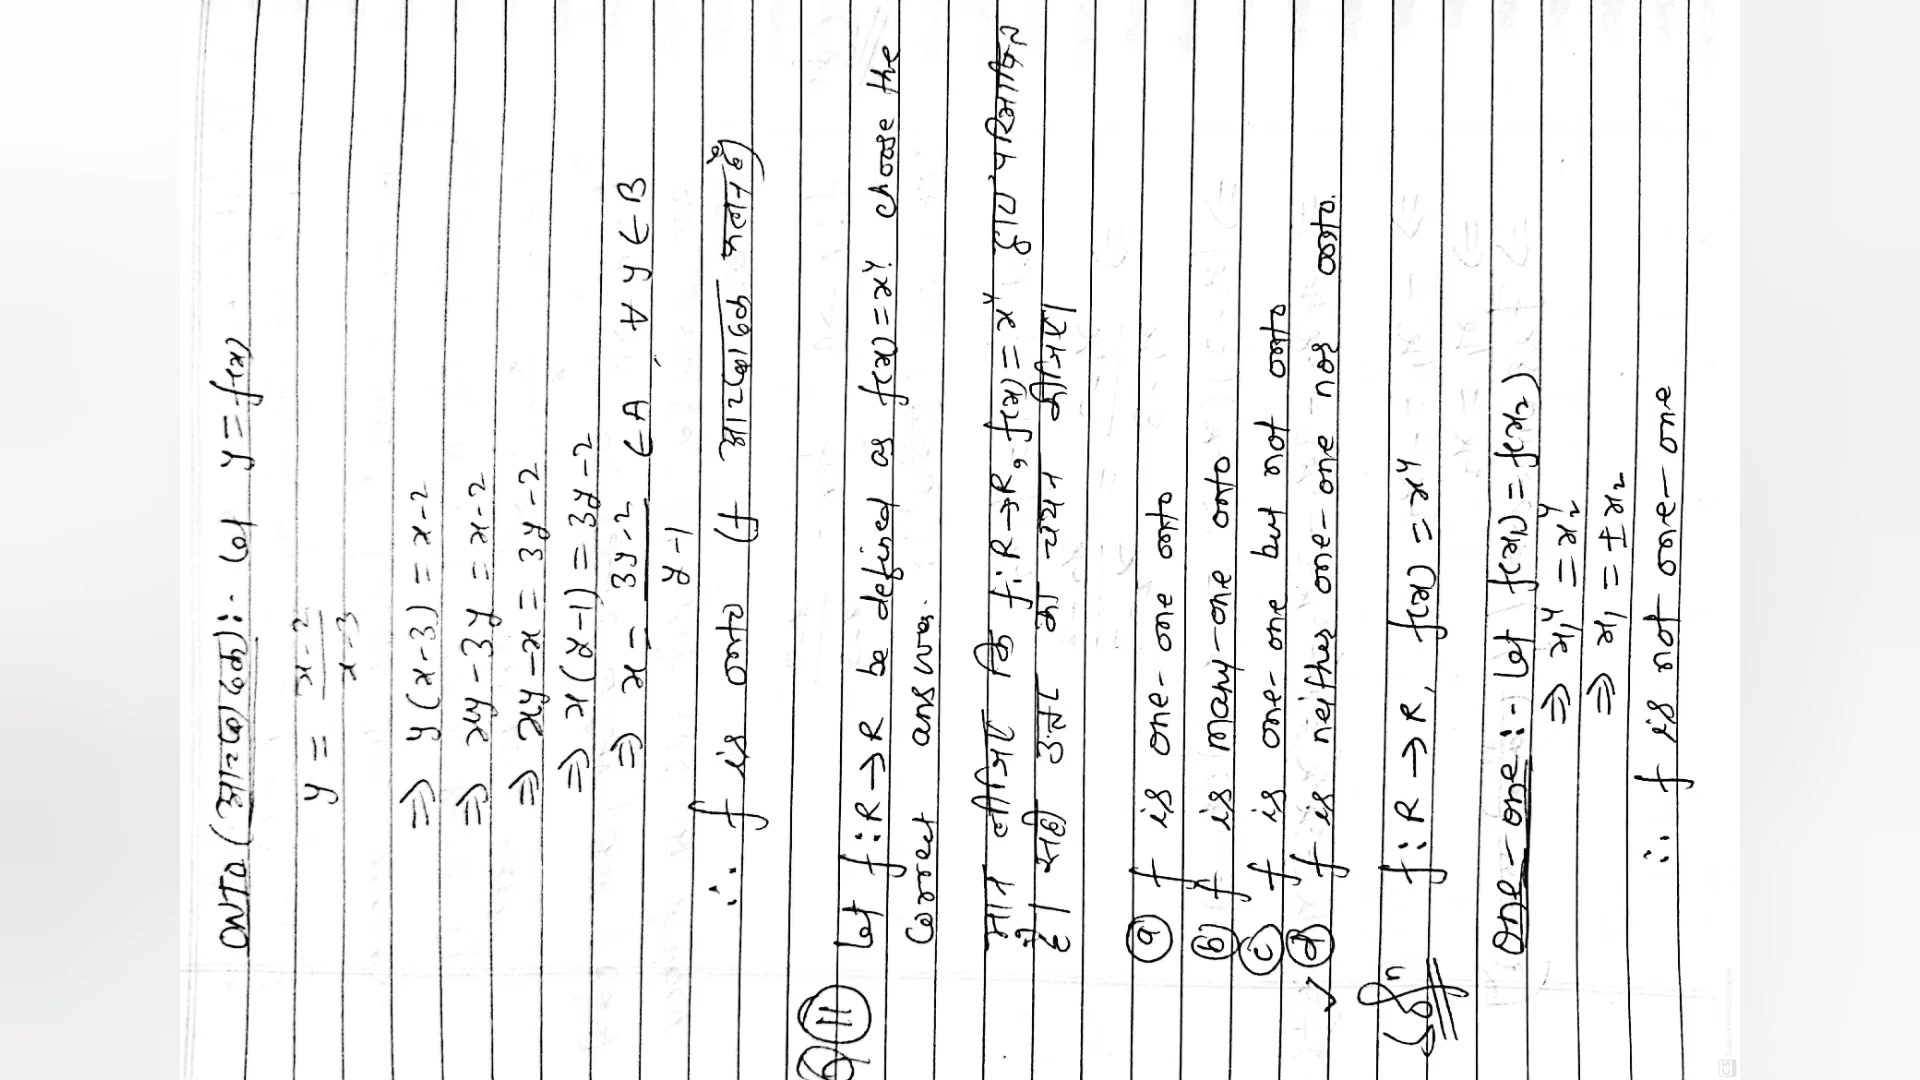 ONTO (आच्छादक):- let y = f(x)
y = x-2 / x-3
⇒ y(x-3) = x-2
⇒ xy-3y = x-2
⇒ xy-x = 3y-2
⇒ x(y-1) = 3y-2
⇒ x = 3y-2 / y-1 ∈ A, ∀ y ∈ B
∴ f is onto (f आच्छादक फलन है)
Q 11 Let f:R→R be defined as f(x) = x⁴. choose the
correct answer.
मान लीजिए कि f:R→R, f(x) = x⁴ द्वारा परिभाषित
है। सही उत्तर का चयन कीजिए।
(a) f is one-one onto
(b) f is many-one onto
(c) f is one-one but not onto
✓ (d) f is neither one-one nor onto.
Solⁿ f:R→R, f(x) = x⁴
one-one:- let f(x₁) = f(x₂)
⇒ x₁⁴ = x₂⁴
⇒ x₁ = ±x₂
∴ f is not one-one